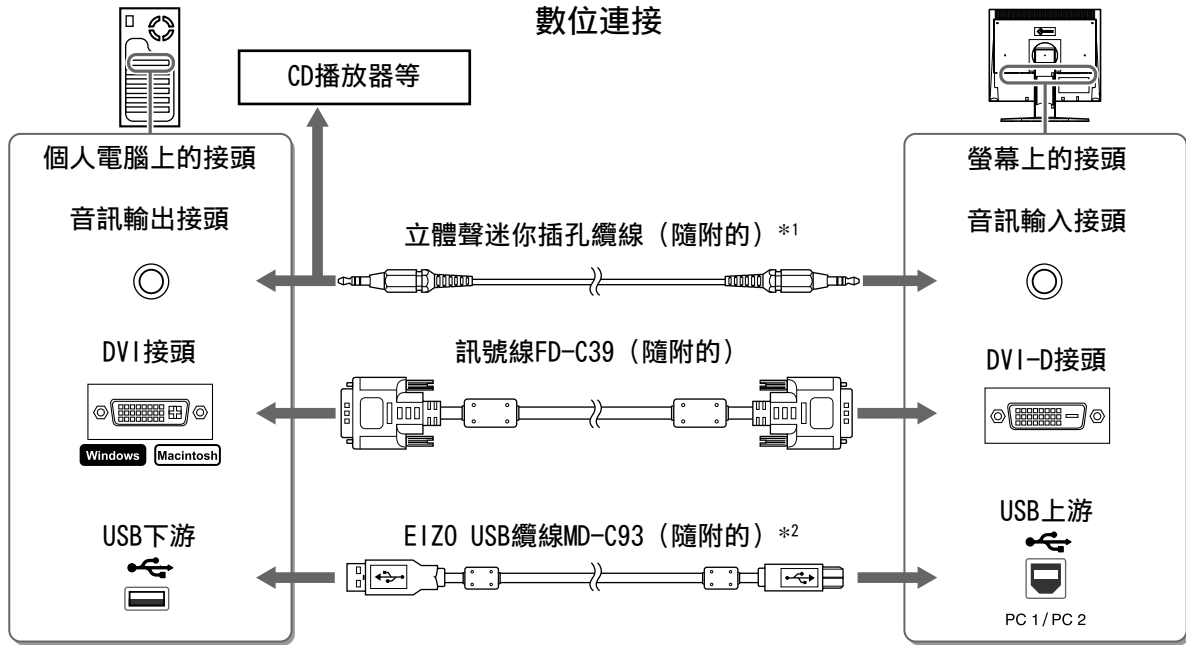 數位連接
CD播放器等
個人電腦上的接頭
螢幕上的接頭
音訊輸出接頭
立體聲迷你插孔纜線（隨附的）*1
音訊輸入接頭
DVI接頭
訊號線FD-C39（隨附的）
DVI-D接頭
Windows
Macintosh
USB下游
EIZO USB纜線MD-C93（隨附的）*2
USB上游
PC 1 / PC 2